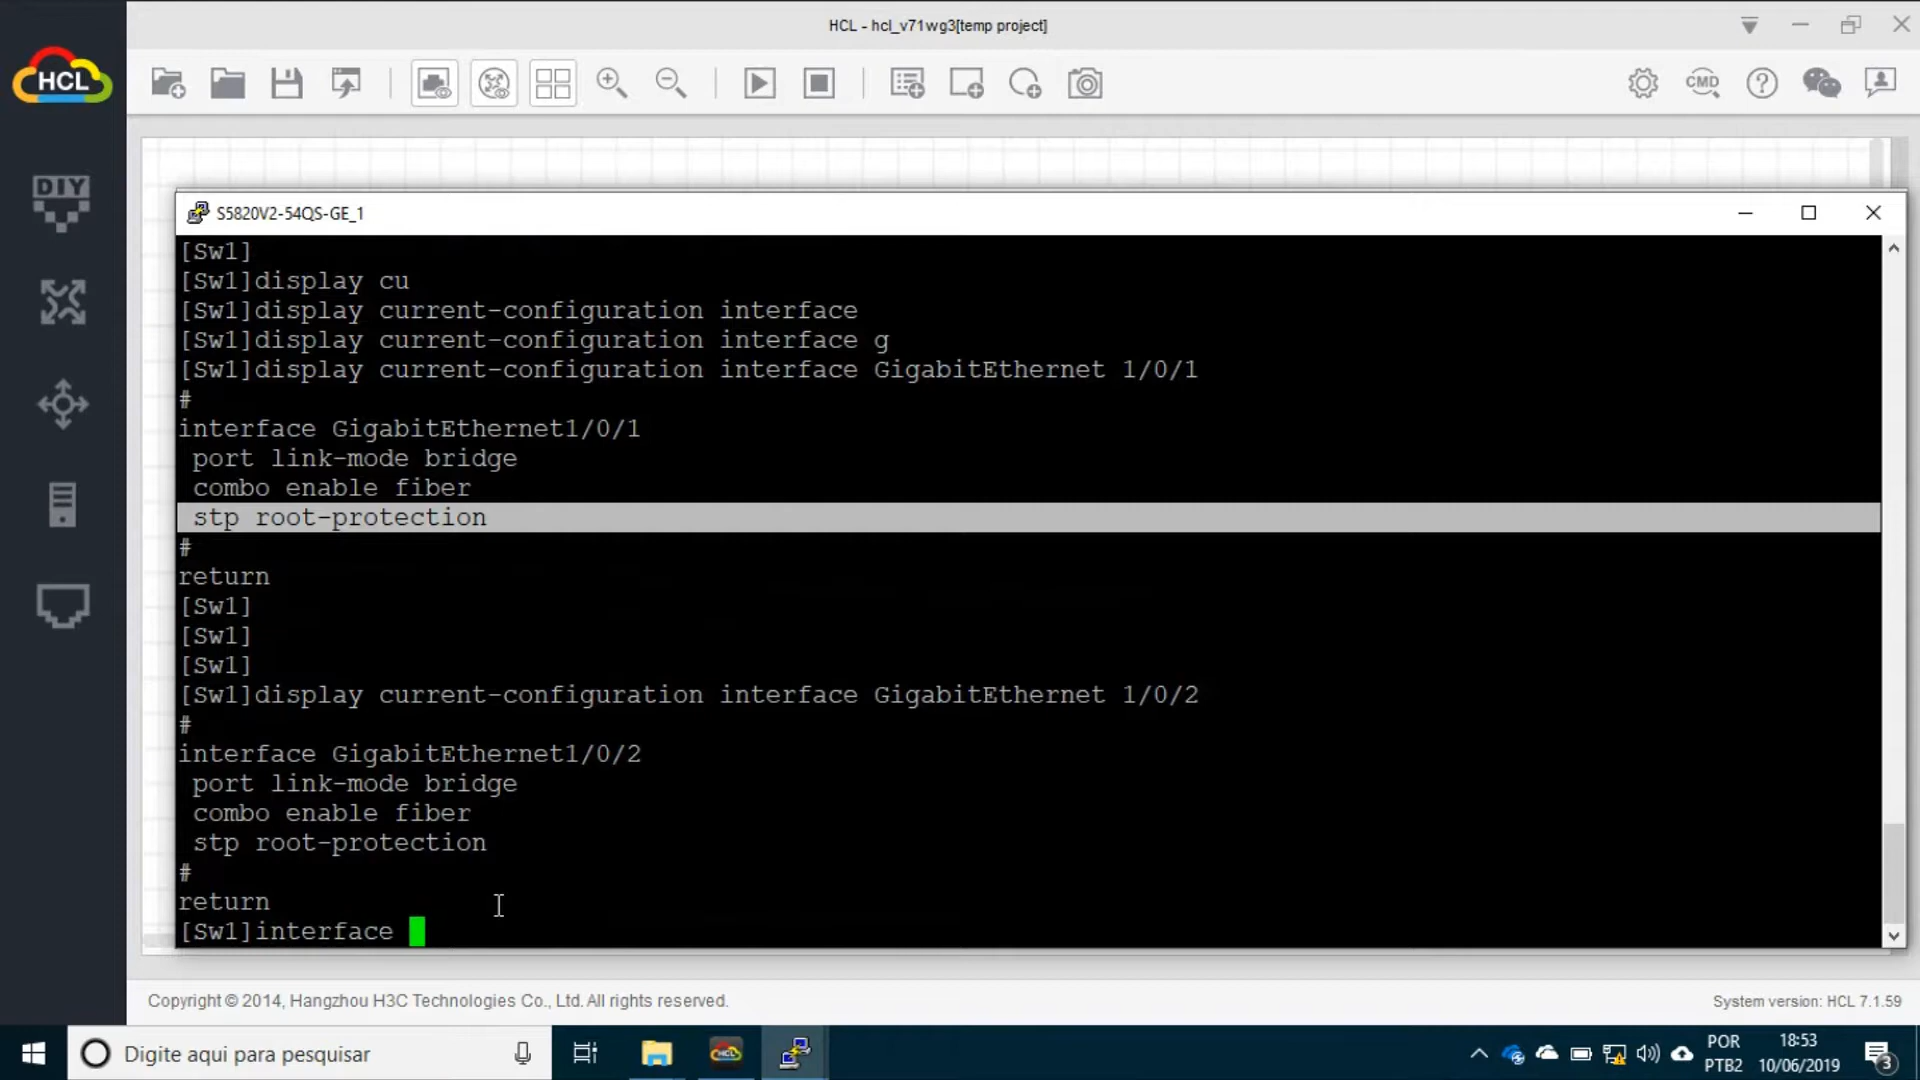 HCL - hcl_v71wg3[temp project]
HCL
CMD
DIY
S5820V2-54QS-GE_1
[Sw1]
[Sw1]display cu
[Sw1]display current-configuration interface
[Sw1]display current-configuration interface g
[Sw1]display current-configuration interface GigabitEthernet 1/0/1
#
interface GigabitEthernet1/0/1
port link-mode bridge
combo enable fiber
stp root-protection
#
return
[Sw1]
[Sw1]
[Sw1]
[Sw1]display current-configuration interface GigabitEthernet 1/0/2
#
interface GigabitEthernet1/0/2
port link-mode bridge
combo enable fiber
stp root-protection
#
return
[Sw1]interface
Copyright © 2014, Hangzhou H3C Technologies Co., Ltd. All rights reserved.
System version: HCL 7.1.59
Digite aqui para pesquisar
HCL
POR
PTB2
18:53
10/06/2019
3